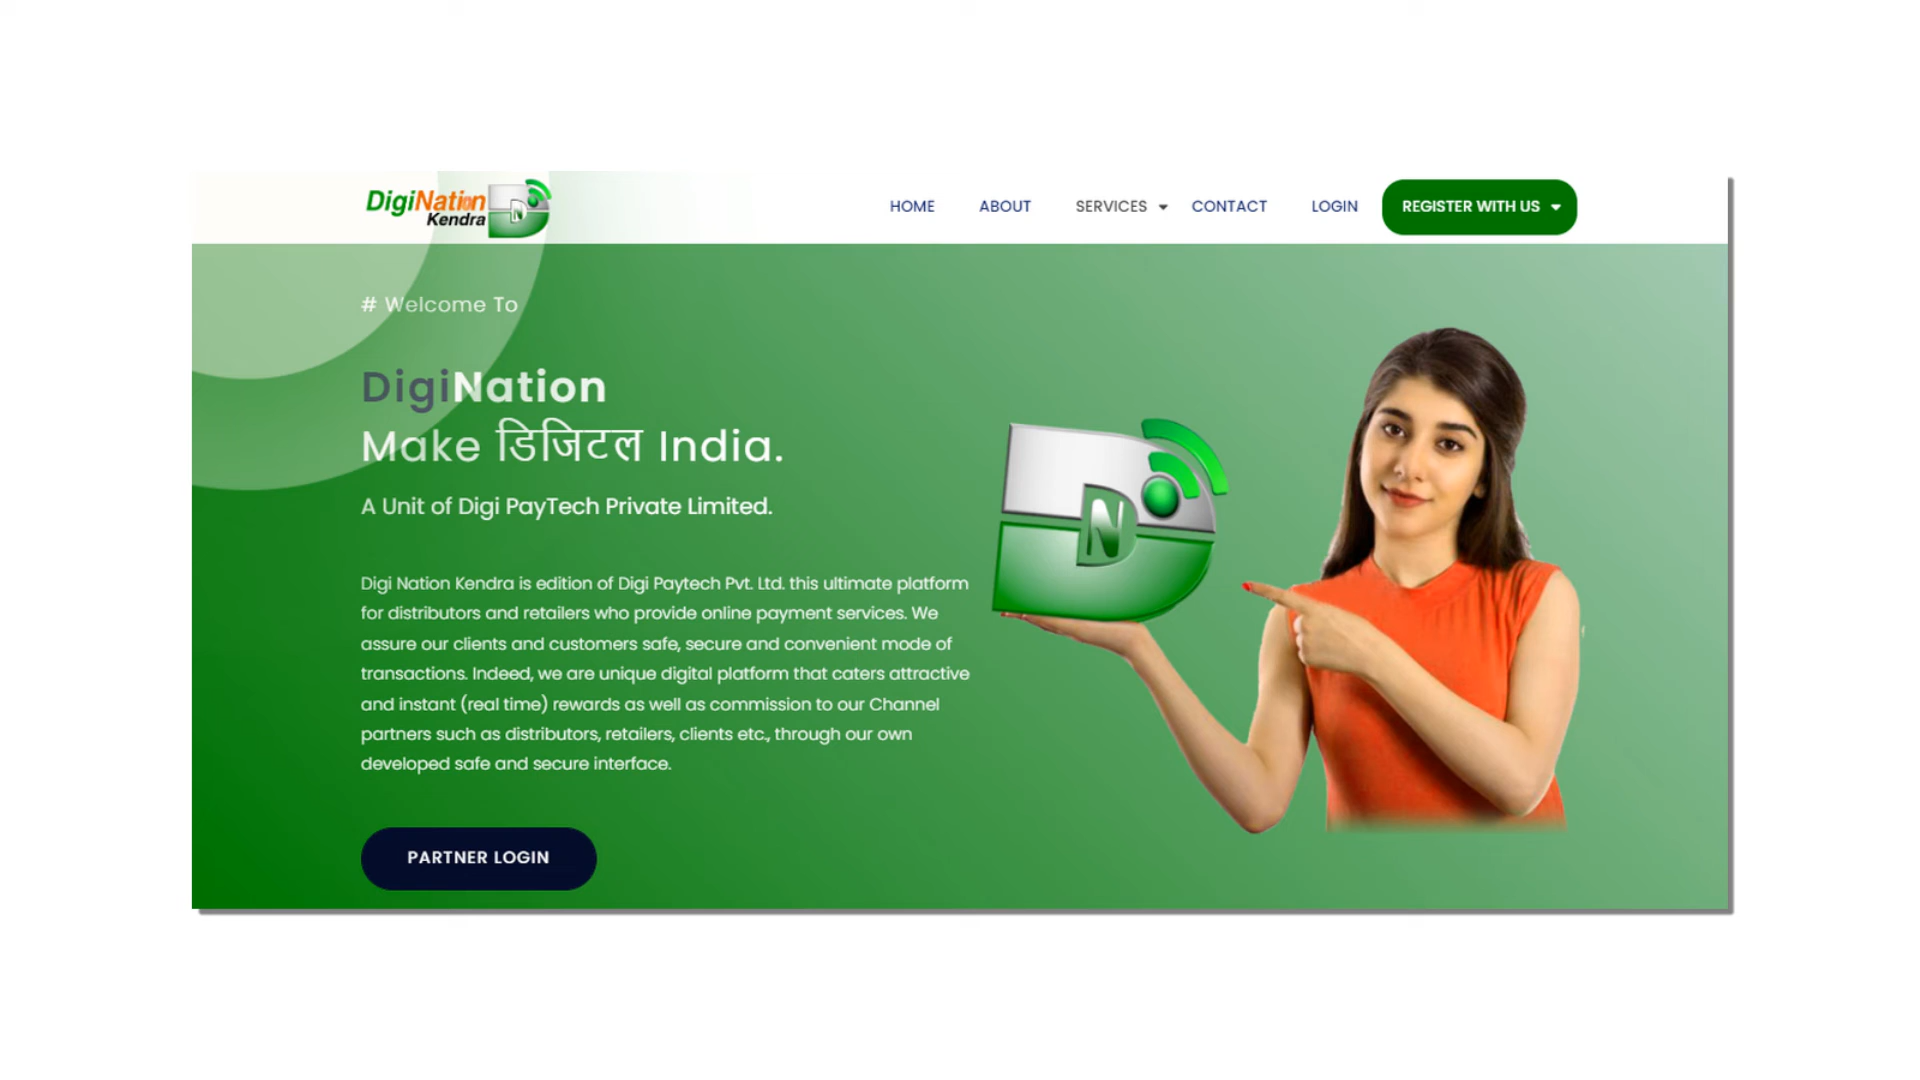 DigiNation
Kendra
DN
HOME ABOUT SERVICES CONTACT LOGIN REGISTER WITH US
# Welcome To
DigiNation
Make डिजिटल India.
A Unit of Digi PayTech Private Limited.
DN
Digi Nation Kendra is edition of Digi Paytech Pvt. Ltd. this ultimate platform
for distributors and retailers who provide online payment services. We
assure our clients and customers safe, secure and convenient mode of
transactions. Indeed, we are unique digital platform that caters attractive
and instant (real time) rewards as well as commission to our Channel
partners such as distributors, retailers, clients etc., through our own
developed safe and secure interface.
PARTNER LOGIN